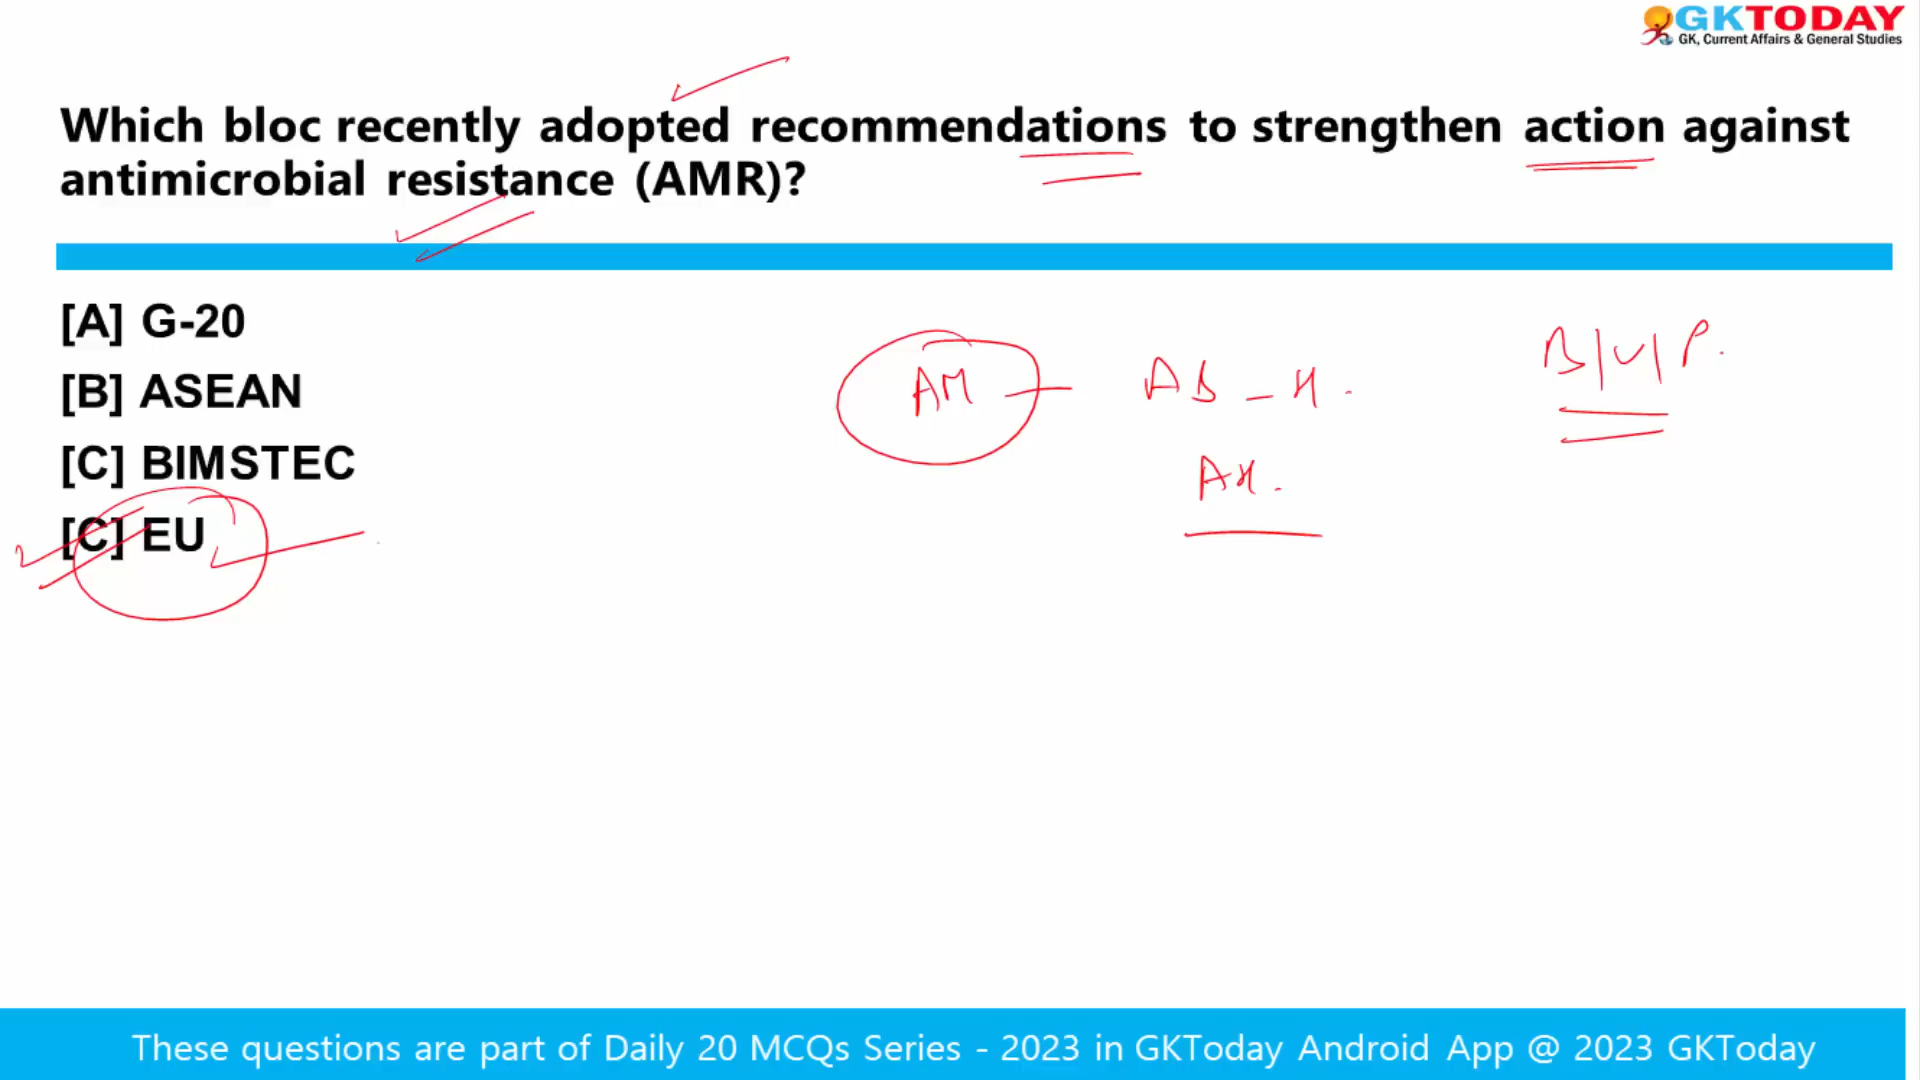 GKTODAY
GK, Current Affairs & General Studies
Which bloc recently adopted recommendations to strengthen action against
antimicrobial resistance (AMR)?
[A] G-20
[B] ASEAN
[C] BIMSTEC
[C] EU
AM
B|V|P.
These questions are part of Daily 20 MCQs Series - 2023 in GKToday Android App @ 2023 GKToday